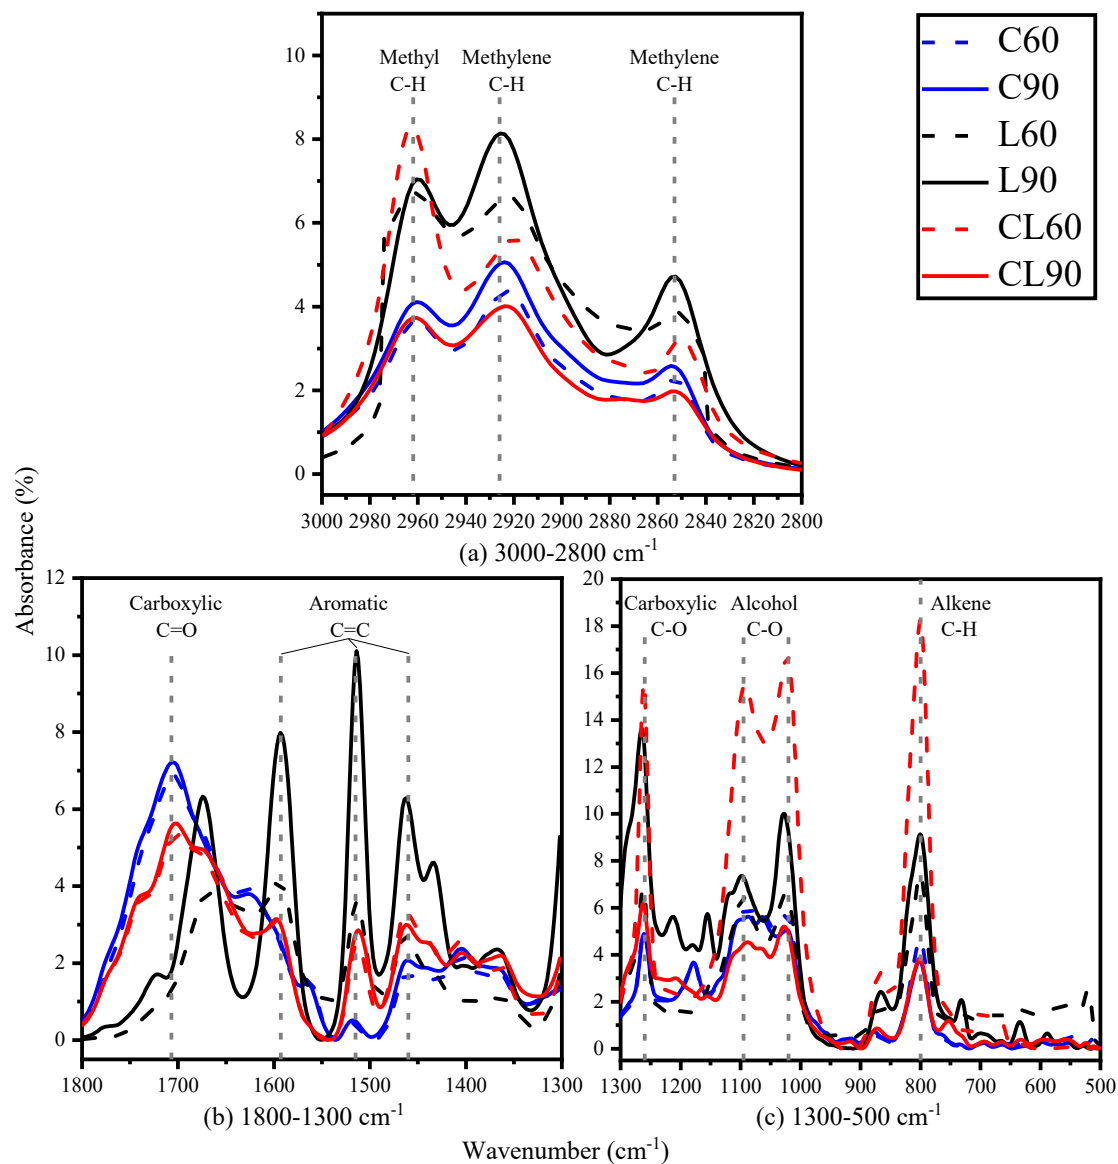 10
8
6
4
2
0
Methyl
C-H
Methylene
C-H
Methylene
C-H
3000 2980 2960 2940 2920 2900 2880 2860 2840 2820 2800
(a) 3000-2800 cm-1
C60
C90
L60
L90
CL60
CL90
Absorbance (%)
12
10
8
6
4
2
0
Carboxylic
C=O
Aromatic
C=C
1800 1700 1600 1500 1400 1300
(b) 1800-1300 cm-1
20
18
16
14
12
10
8
6
4
2
0
Carboxylic
C-O
Alcohol
C-O
Alkene
C-H
1300 1200 1100 1000 900 800 700 600 500
(c) 1300-500 cm-1
Wavenumber (cm-1)